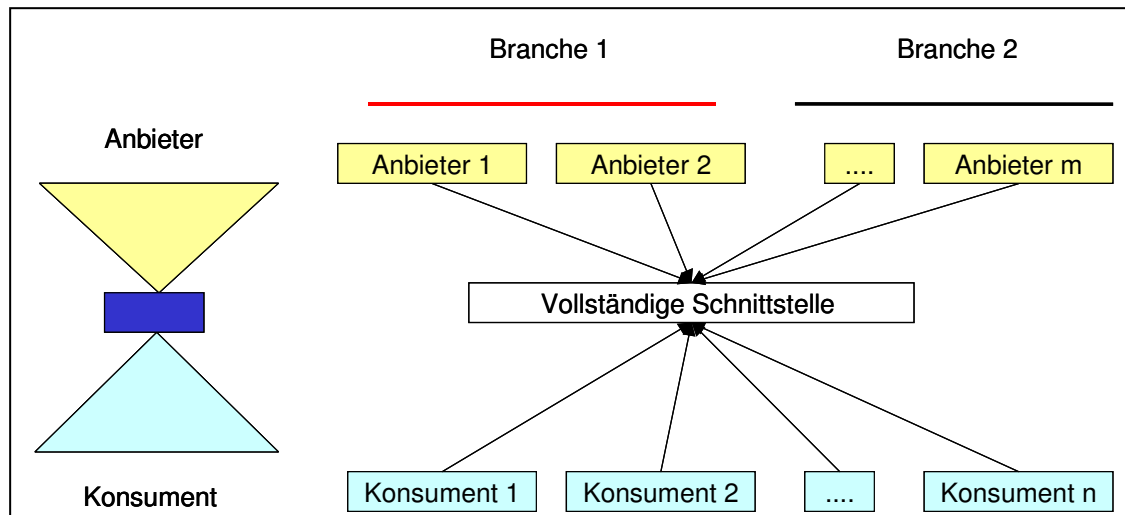 Branche 1
Branche 2
Anbieter
Anbieter 1
Anbieter 2
....
Anbieter m
Vollständige Schnittstelle
Konsument 1
Konsument 2
....
Konsument n
Konsument